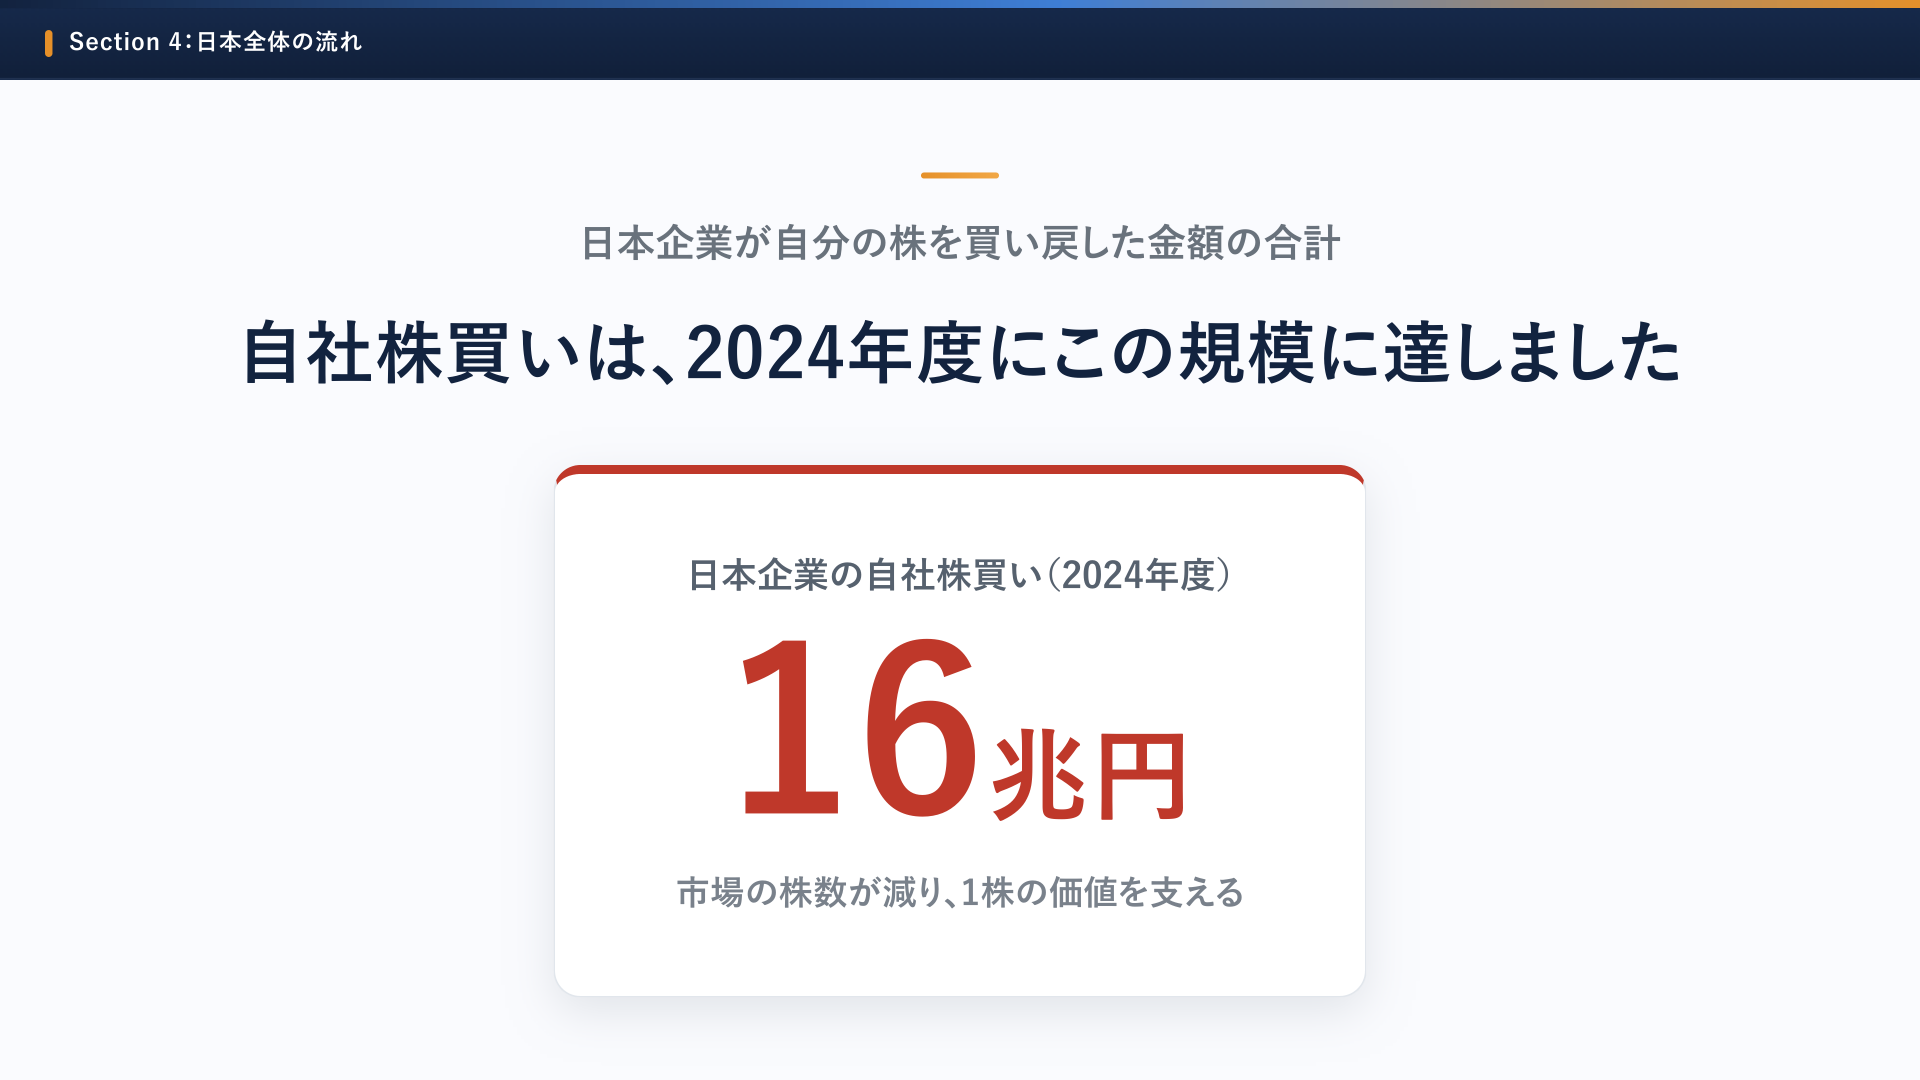 Section 4：日本全体の流れ
日本企業が自分の株を買い戻した金額の合計
自社株買いは、2024年度にこの規模に達しました
日本企業の自社株買い（2024年度）
16兆円
市場の株数が減り、1株の価値を支える